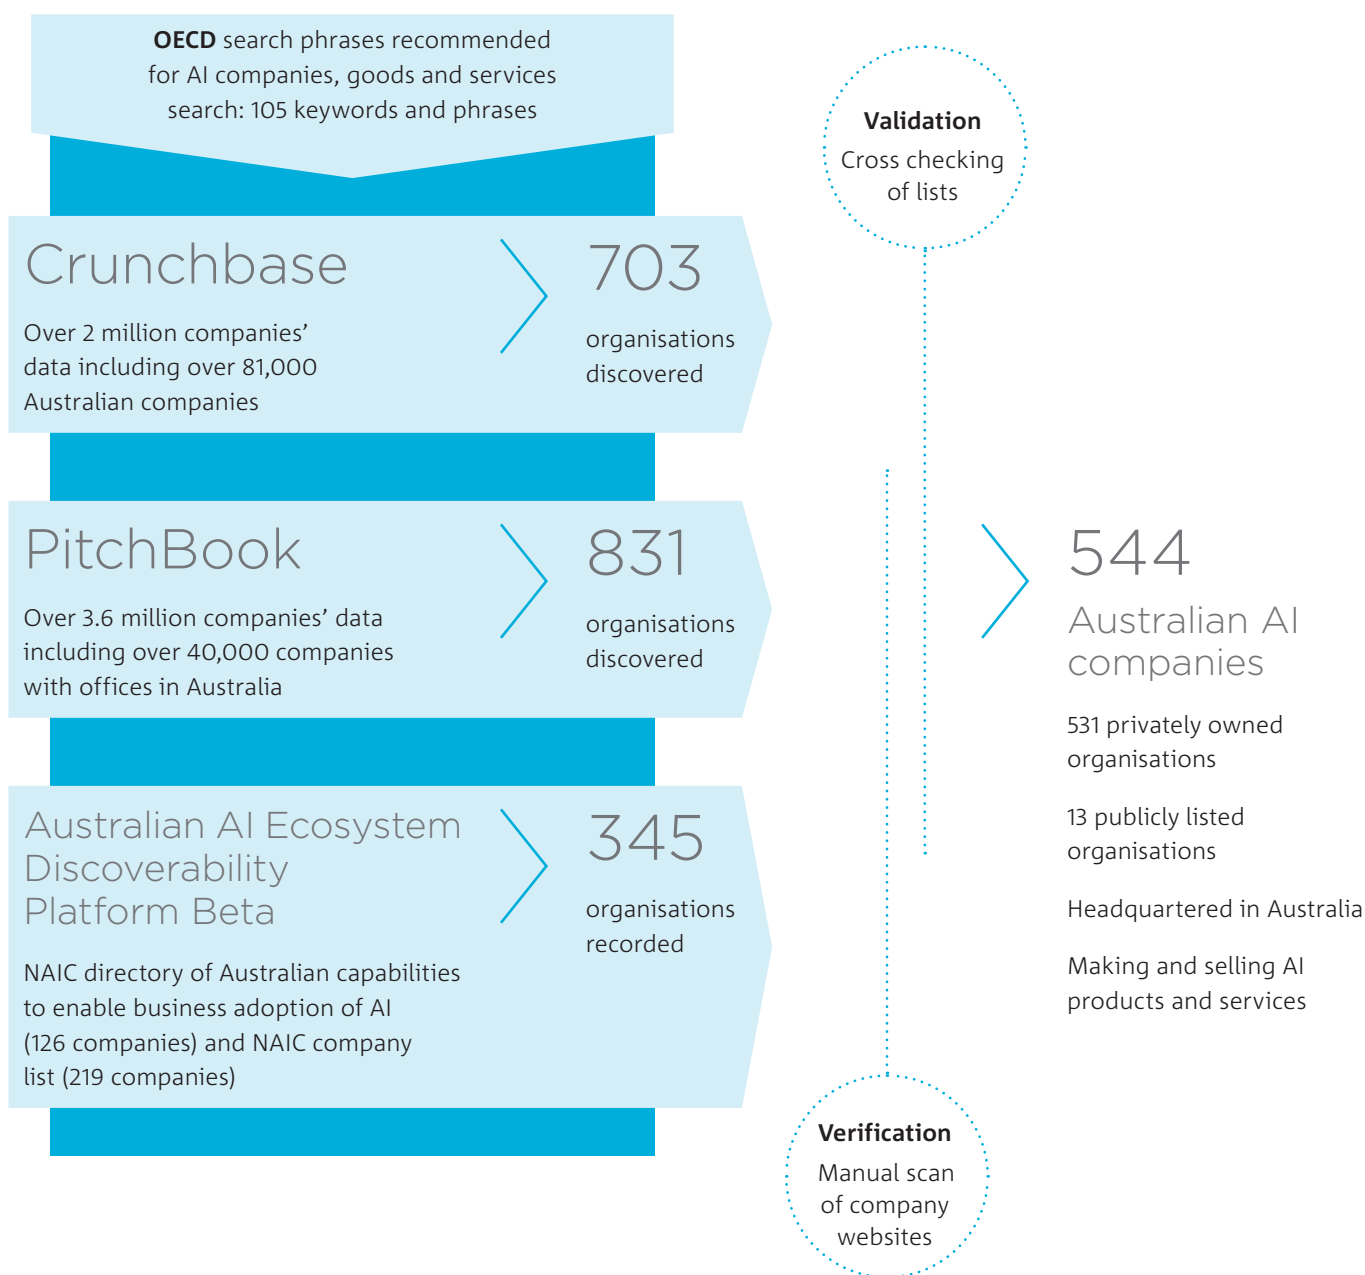 OECD search phrases recommended
for AI companies, goods and services
search: 105 keywords and phrases
Crunchbase
Over 2 million companies’
data including over 81,000
Australian companies
703
organisations
discovered
PitchBook
Over 3.6 million companies’ data
including over 40,000 companies
with offices in Australia
831
organisations
discovered
Australian AI Ecosystem
Discoverability
Platform Beta
NAIC directory of Australian capabilities
to enable business adoption of AI
(126 companies) and NAIC company
list (219 companies)
345
organisations
recorded
Validation
Cross checking
of lists
Verification
Manual scan
of company
websites
544
Australian AI
companies
531 privately owned
organisations
13 publicly listed
organisations
Headquartered in Australia
Making and selling AI
products and services